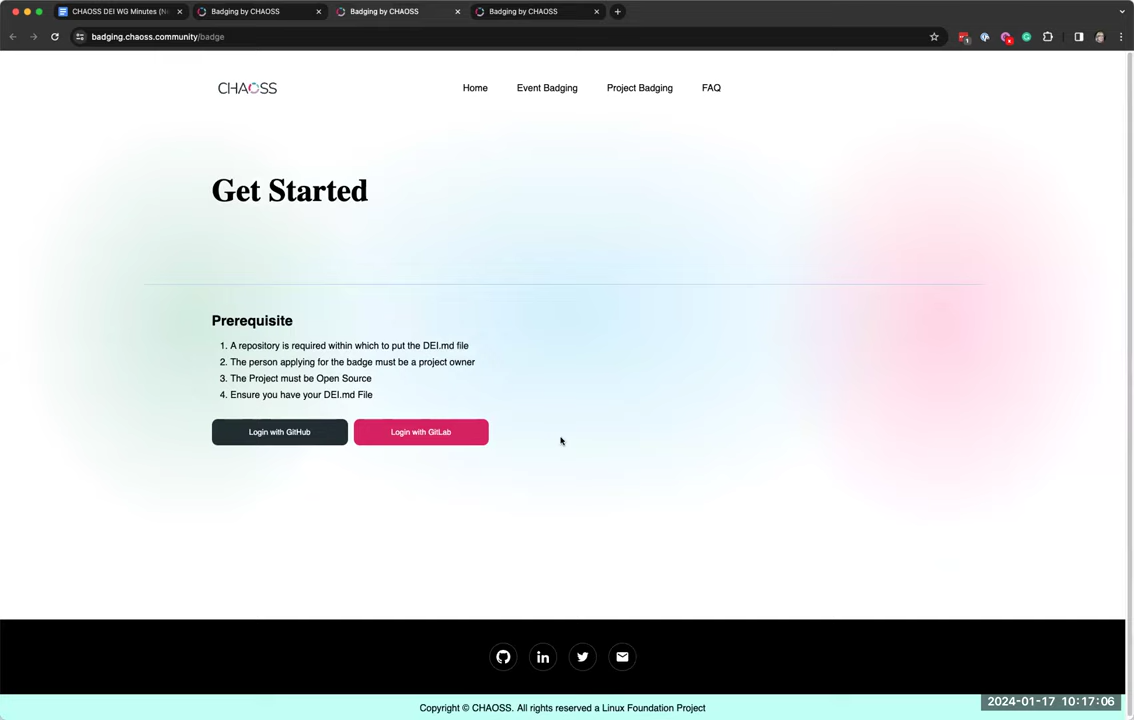 CHAOSS DEI WG Minutes (N
Badging by CHAOSS
Badging by CHAOSS
Badging by CHAOSS
badging.chaoss.community/badge
CHAOSS
Home
Event Badging
Project Badging
FAQ
Get Started
Prerequisite
1. A repository is required within which to put the DEI.md file
2. The person applying for the badge must be a project owner
3. The Project must be Open Source
4. Ensure you have your DEI.md File
Login with GitHub
Login with GitLab
2024-01-17 10:17:06
Copyright © CHAOSS. All rights reserved a Linux Foundation Project